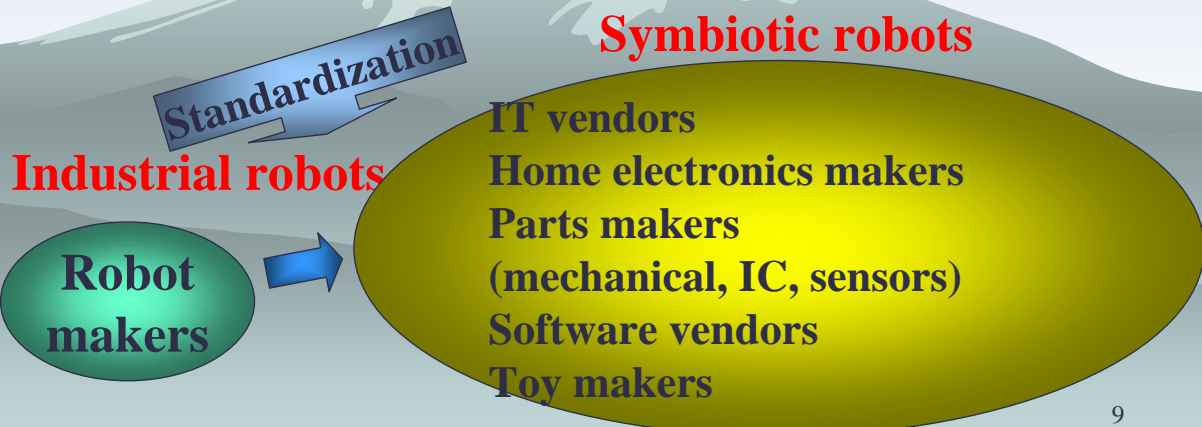 Symbiotic robots
Standardization
Industrial robots
Robot
makers
IT vendors
Home electronics makers
Parts makers
(mechanical, IC, sensors)
Software vendors
Toy makers
9